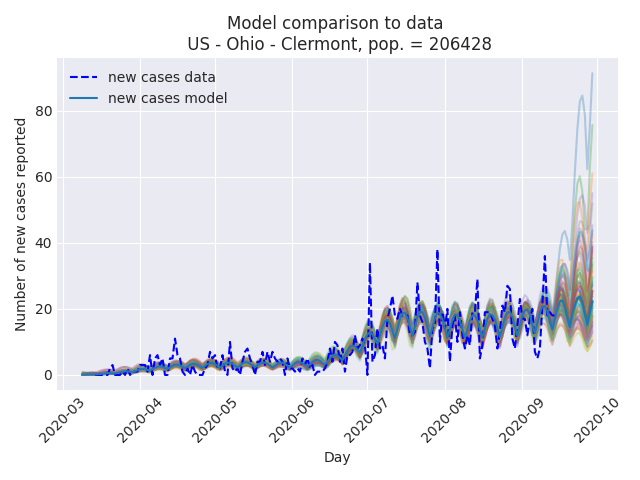 Model comparison to data
US - Ohio - Clermont, pop. = 206428
new cases data
new cases model
Number of new cases reported
80
60
40
20
0
2020-03
2020-04
2020-05
2020-06
2020-07
2020-08
2020-09
2020-10
Day